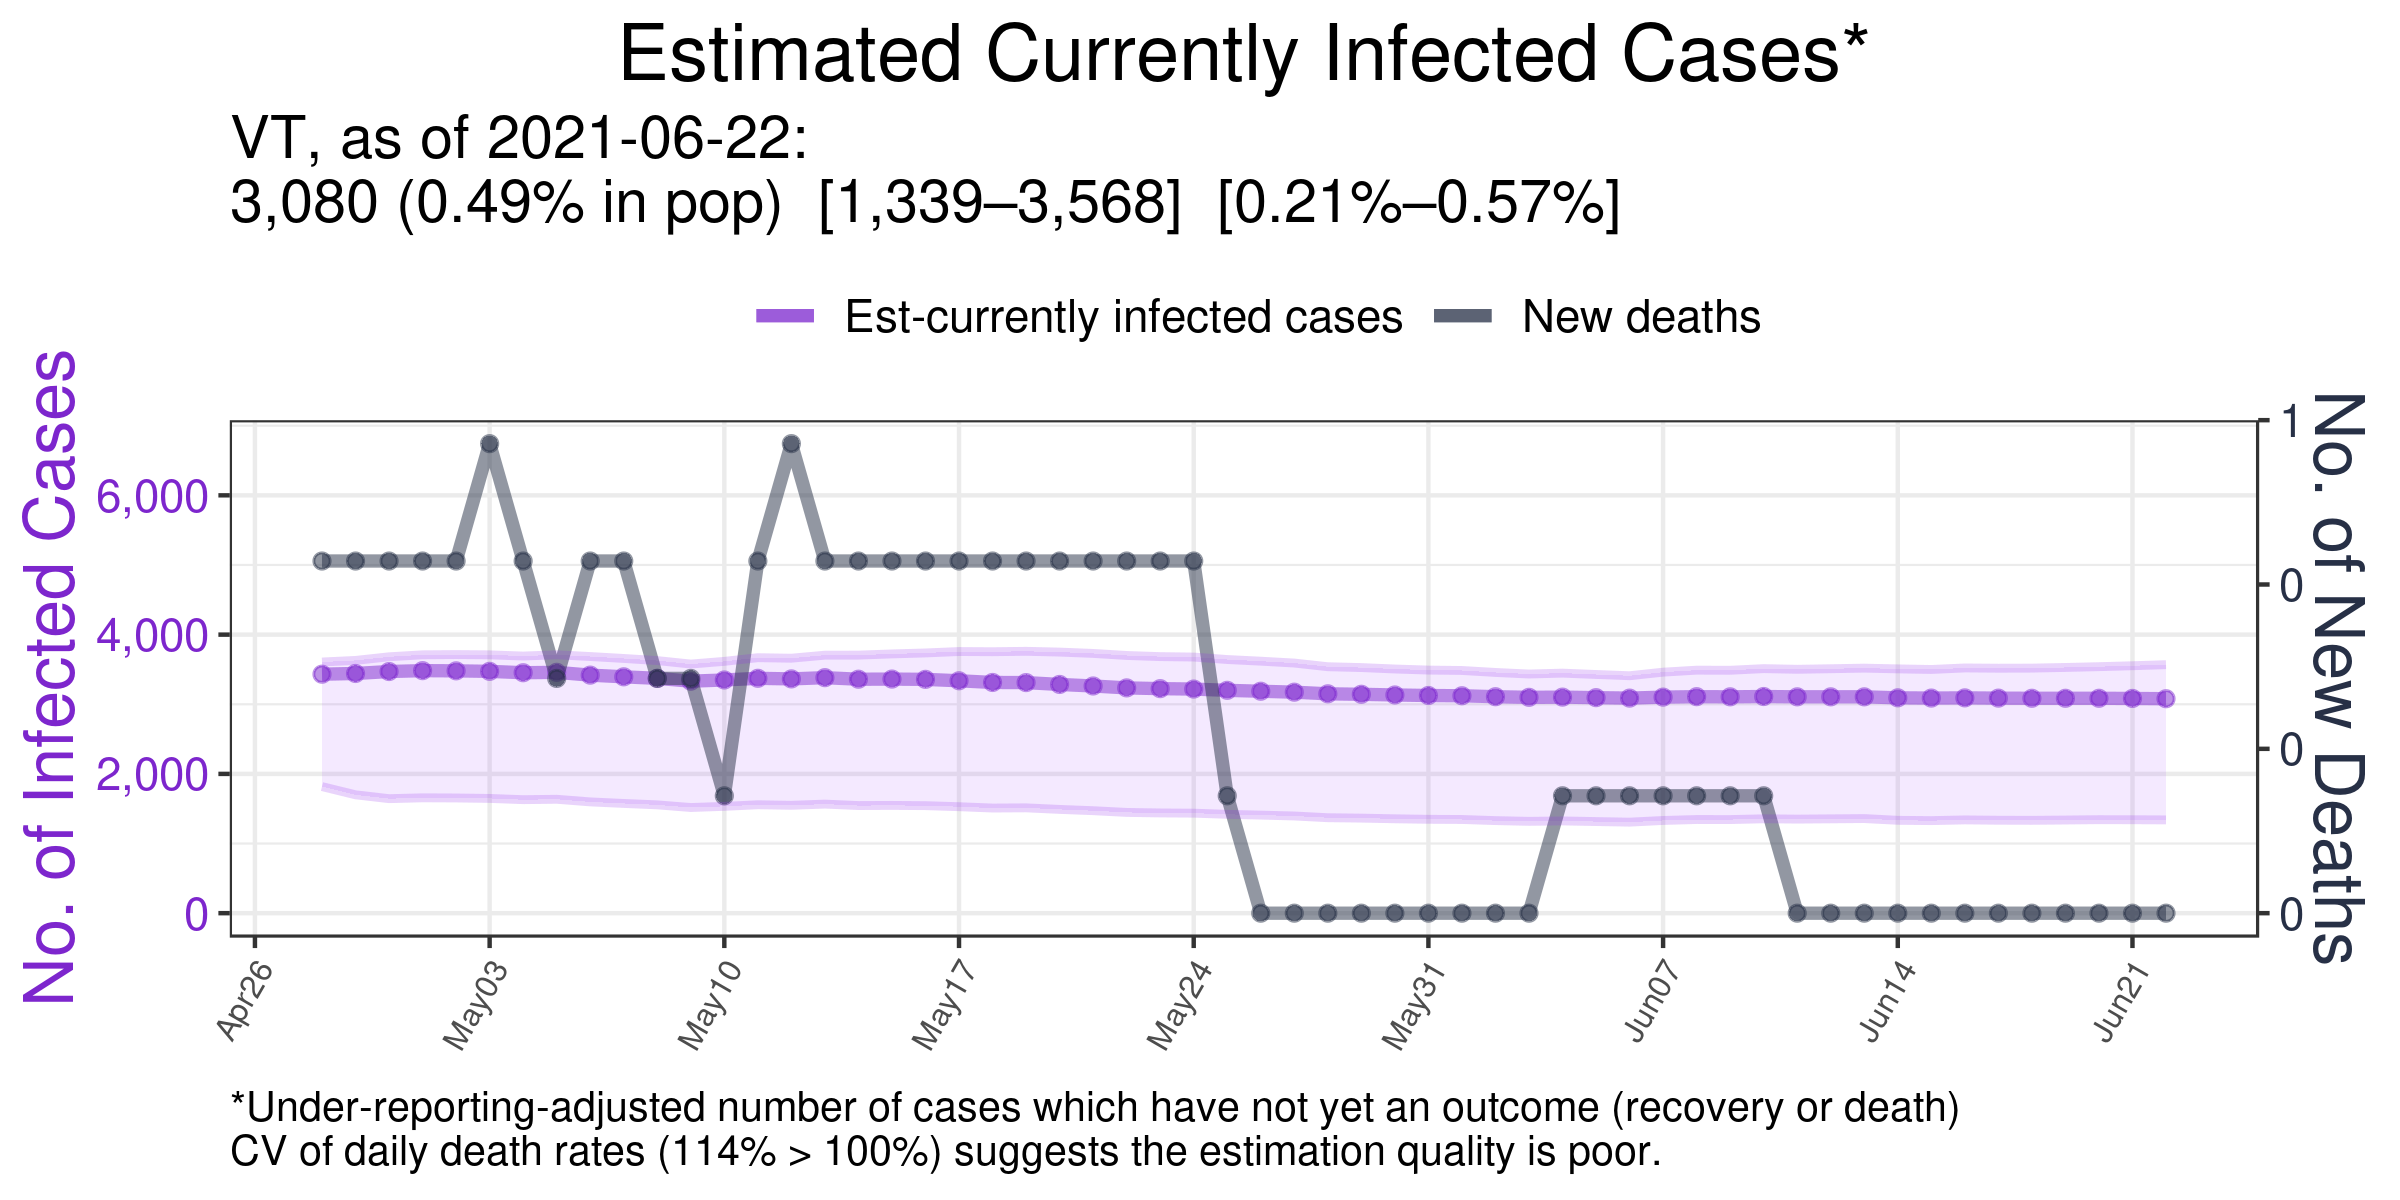 Estimated Currently Infected Cases*
VT, as of 2021-06-22:
3,080 (0.49% in pop)  [1,339–3,568]  [0.21%–0.57%]
Est-currently infected cases
New deaths
No. of Infected Cases
6,000
4,000
2,000
0
1
0
0
0
No. of New Deaths
Apr26
May03
May10
May17
May24
May31
Jun07
Jun14
Jun21
*Under-reporting-adjusted number of cases which have not yet an outcome (recovery or death)
CV of daily death rates (114% > 100%) suggests the estimation quality is poor.